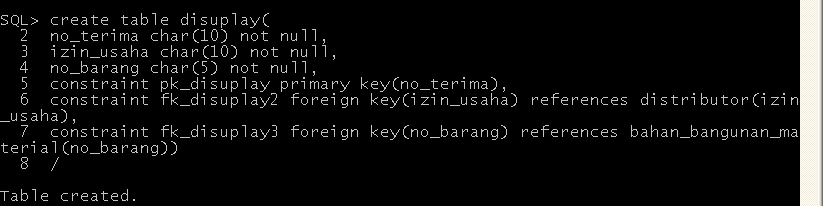 SQL> create table disuplay(
  2  no_terima char(10) not null,
  3  izin_usaha char(10) not null,
  4  no_barang char(5) not null,
  5  constraint pk_disuplay primary key(no_terima),
  6  constraint fk_disuplay2 foreign key(izin_usaha) references distributor(izin
_usaha),
  7  constraint fk_disuplay3 foreign key(no_barang) references bahan_bangunan_ma
terial(no_barang))
  8  /
Table created.